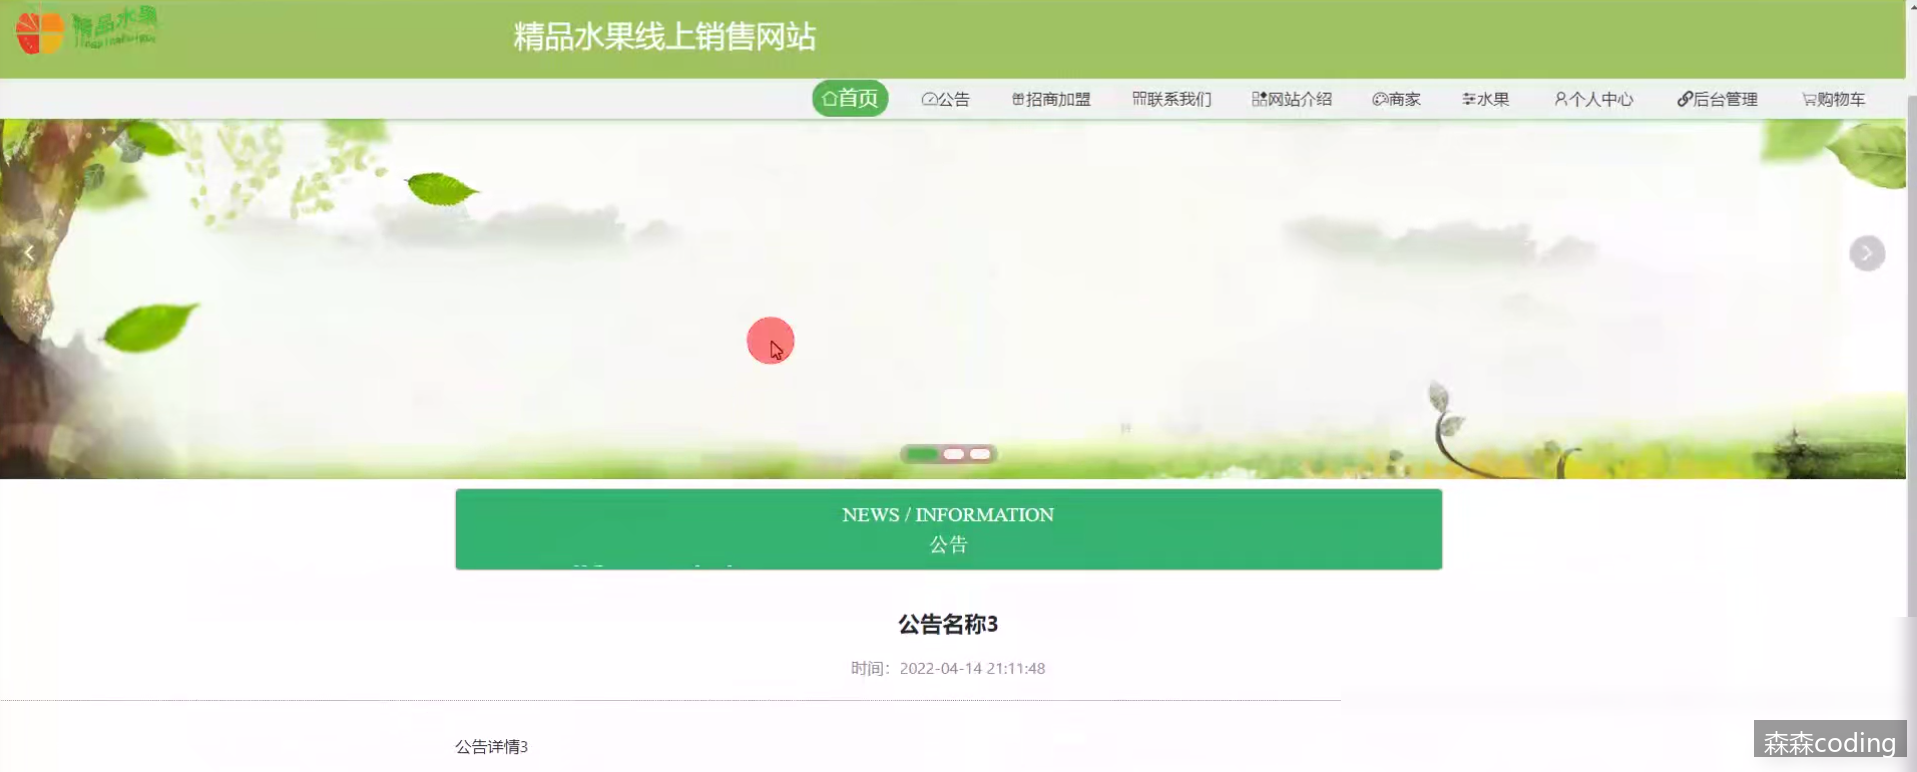 精品水果
精品水果线上销售网站
首页 公告 招商加盟 联系我们 网站介绍 商家 水果 个人中心 后台管理 购物车
NEWS / INFORMATION
公告
公告名称3
时间：2022-04-14 21:11:48
公告详情3
森森coding